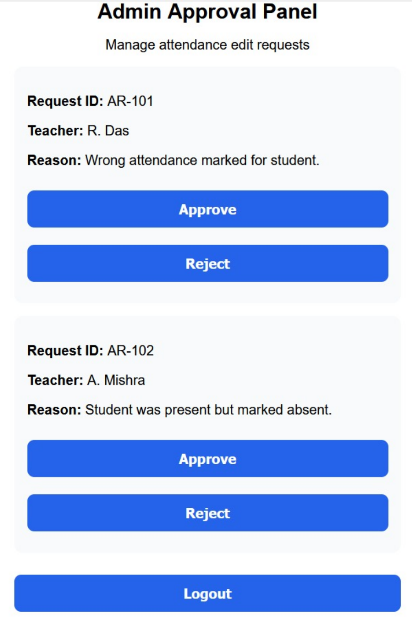 Admin Approval Panel
Manage attendance edit requests
Request ID: AR-101
Teacher: R. Das
Reason: Wrong attendance marked for student.
Approve
Reject
Request ID: AR-102
Teacher: A. Mishra
Reason: Student was present but marked absent.
Approve
Reject
Logout